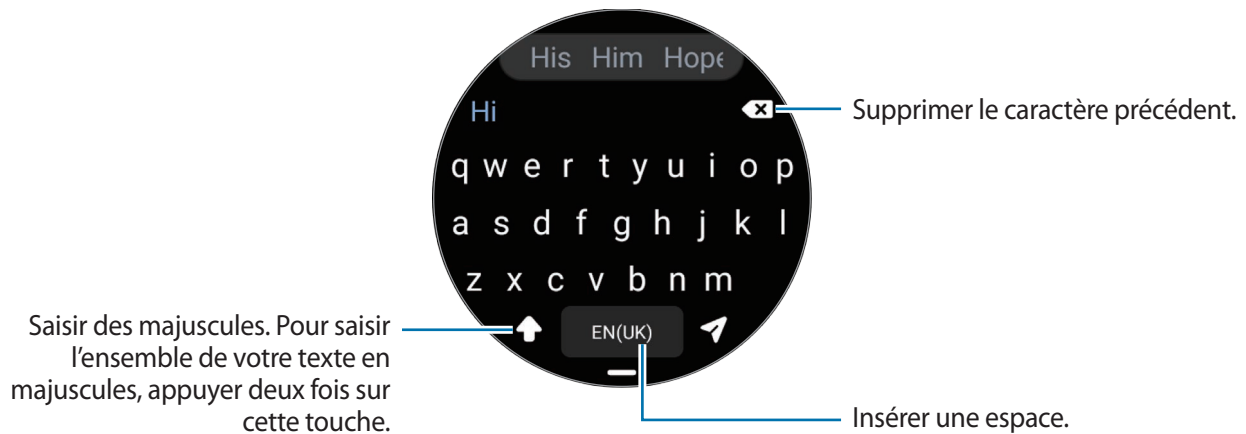 His Him Hope
Hi
Supprimer le caractère précédent.
q w e r t y u i o p
a s d f g h j k l
z x c v b n m
Saisir des majuscules. Pour saisir
l'ensemble de votre texte en
majuscules, appuyer deux fois sur
cette touche.
EN(UK)
Insérer une espace.